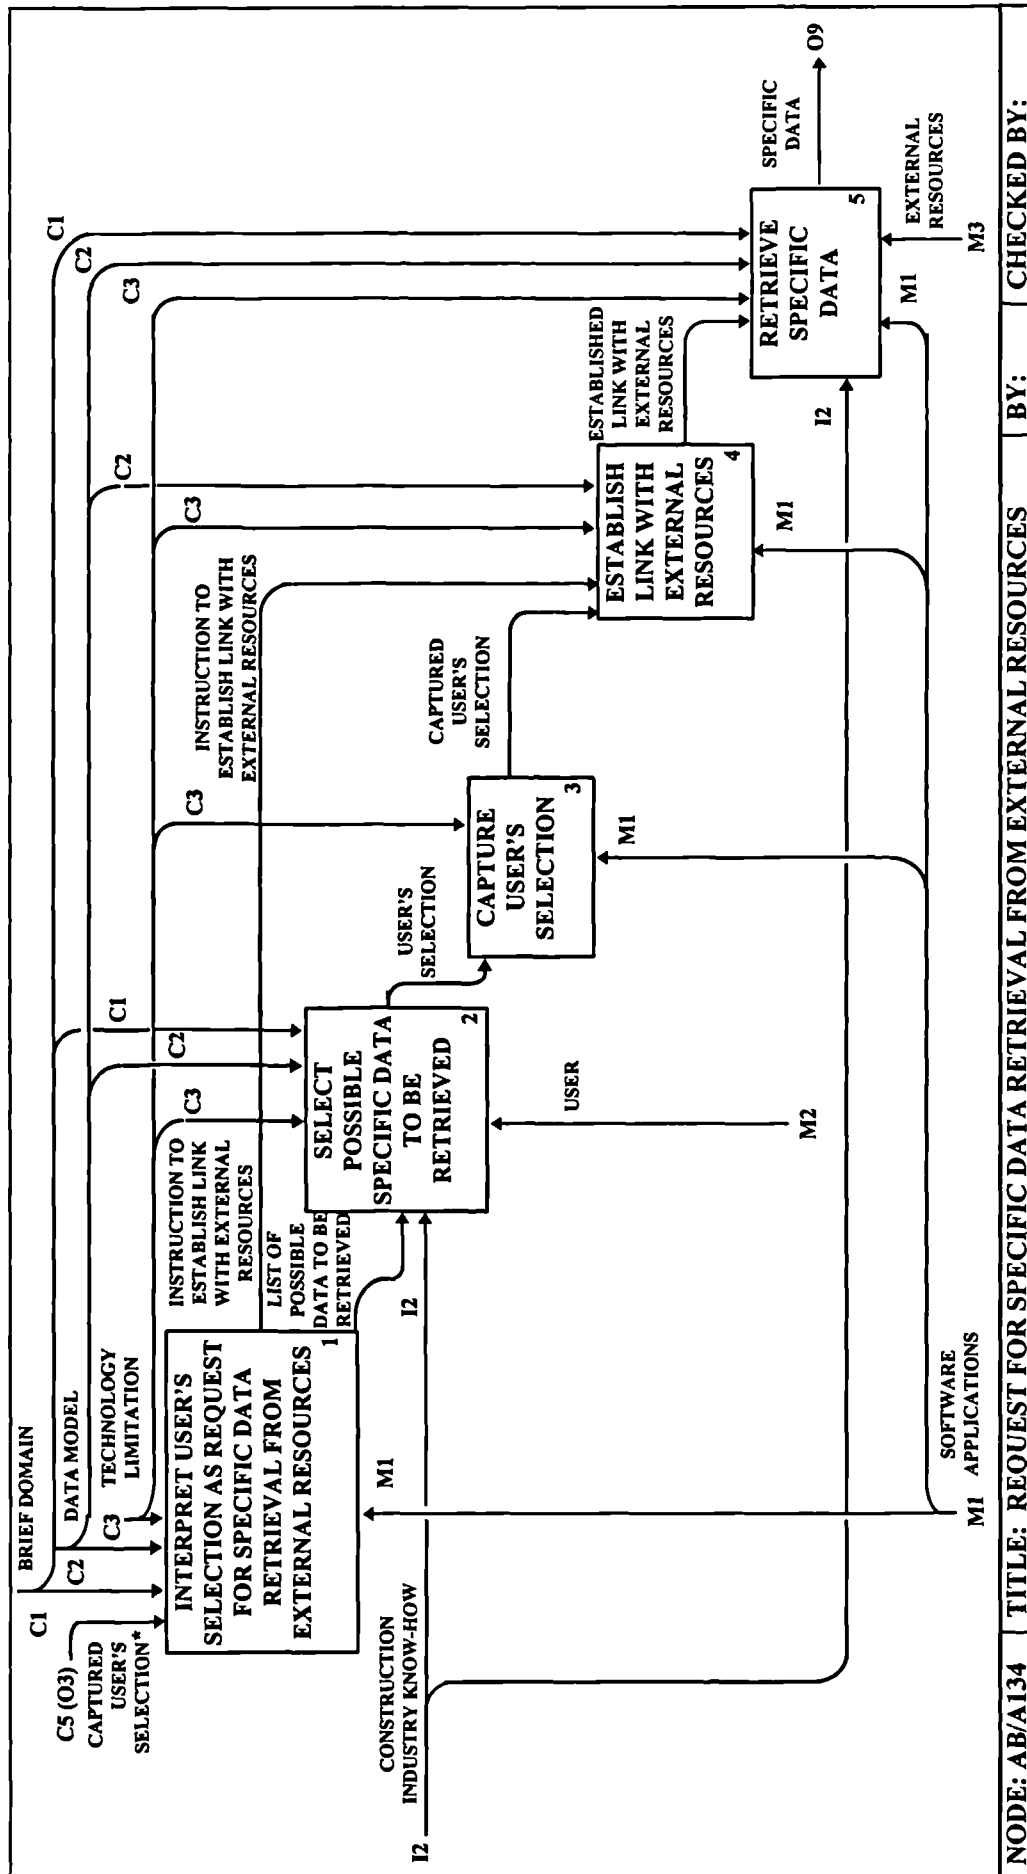 BRIEF DOMAIN
C1
C2
DATA MODEL
C3
TECHNOLOGY
LIMITATION
C5 (O3)
CAPTURED
USER'S
SELECTION*
INTERPRET USER'S
SELECTION AS REQUEST
FOR SPECIFIC DATA
RETRIEVAL FROM
EXTERNAL RESOURCES
1
INSTRUCTION TO
ESTABLISH LINK
WITH EXTERNAL
RESOURCES
LIST OF
POSSIBLE
DATA TO BE
RETRIEVED
M1
I2
C3
C2
C1
SELECT
POSSIBLE
SPECIFIC DATA
TO BE
RETRIEVED
2
USER
M2
USER'S
SELECTION
C3
CAPTURE
USER'S
SELECTION
3
M1
CAPTURED
USER'S
SELECTION
INSTRUCTION TO
ESTABLISH LINK WITH
EXTERNAL RESOURCES
C3
C2
ESTABLISH
LINK WITH
EXTERNAL
RESOURCES
4
M1
ESTABLISHED
LINK WITH
EXTERNAL
RESOURCES
C3
C2
C1
RETRIEVE
SPECIFIC
DATA
5
SPECIFIC
DATA
O9
I2
M1
EXTERNAL
RESOURCES
M3
CONSTRUCTION
INDUSTRY KNOW-HOW
I2
SOFTWARE
APPLICATIONS
M1
NODE: AB/A134
TITLE: REQUEST FOR SPECIFIC DATA RETRIEVAL FROM EXTERNAL RESOURCES
BY:
CHECKED BY: